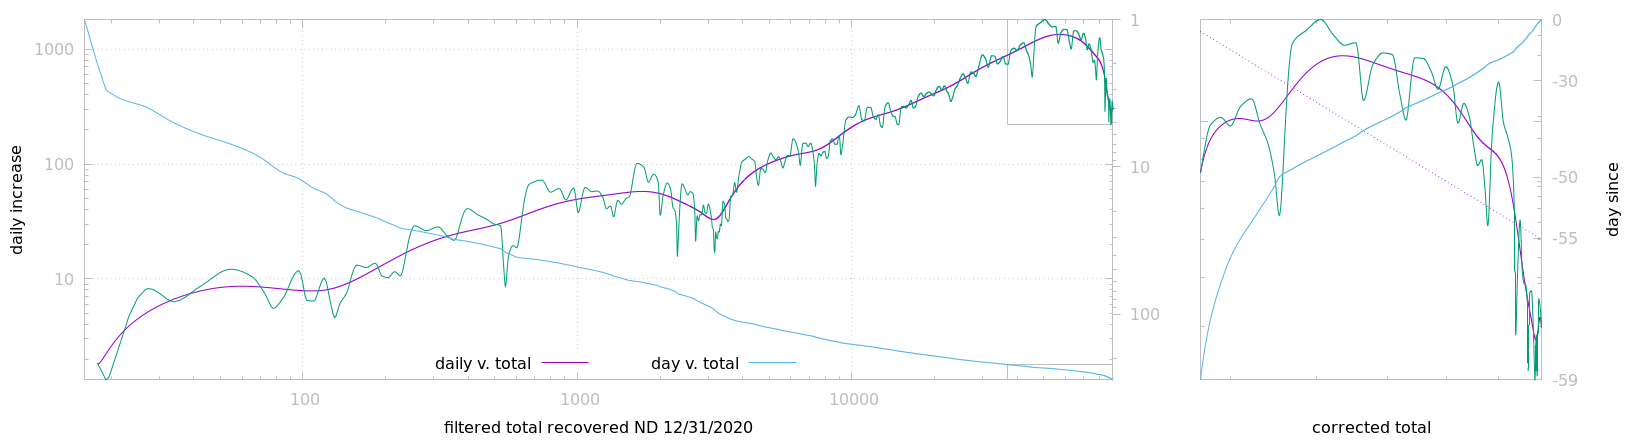 1000
100
10
daily increase
100
1000
10000
filtered total recovered ND 12/31/2020
daily v. total
day v. total
1
10
100
0
-30
-50
-55
-59
day since
corrected total